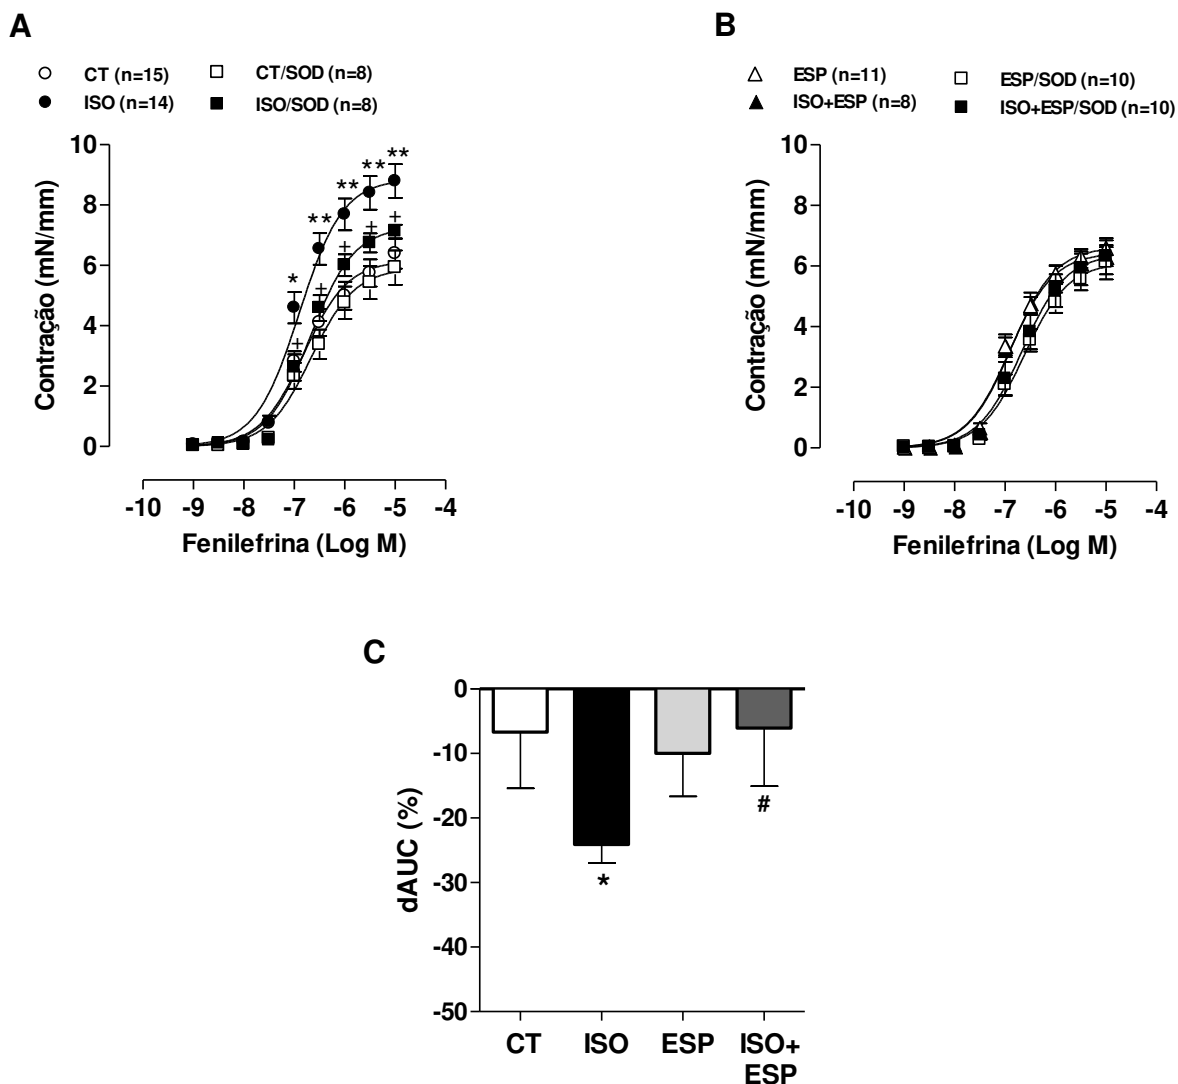 A
CT (n=15) CT/SOD (n=8)
ISO (n=14) ISO/SOD (n=8)
10
8
6
4
2
0
Contração (mN/mm)
* ** ** ** **
+ + + + +
-10 -9 -8 -7 -6 -5 -4
Fenilefrina (Log M)
B
ESP (n=11) ESP/SOD (n=10)
ISO+ESP (n=8) ISO+ESP/SOD (n=10)
10
8
6
4
2
0
Contração (mN/mm)
-10 -9 -8 -7 -6 -5 -4
Fenilefrina (Log M)
C
0
-10
-20
-30
-40
-50
dAUC (%)
*
#
CT ISO ESP ISO+
ESP